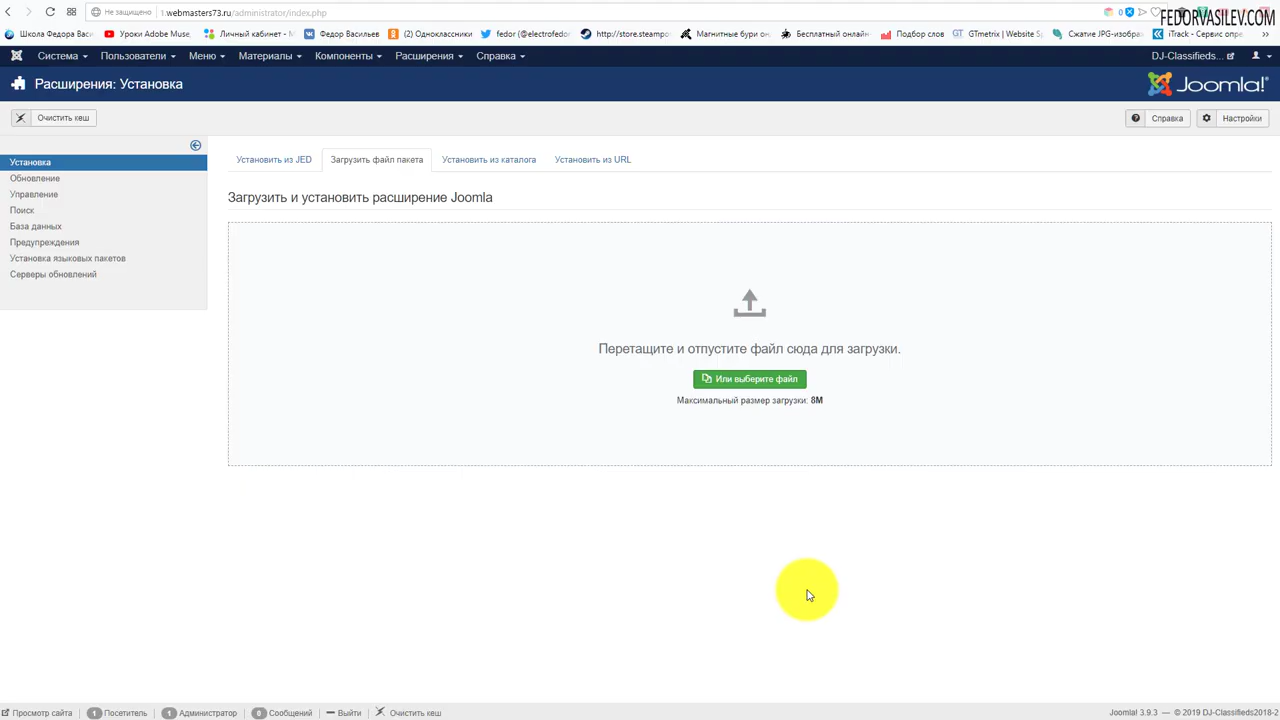 Не защищено
1.webmasters73.ru/administrator/index.php
0
FEDORVASILEV.COM
Школа Федора Васи
Уроки Adobe Muse,
Личный кабинет - M
Федор Васильев
(2) Одноклассники
fedor (@electrofedor
http://store.steampo
Магнитные бури он
Бесплатный онлайн
Подбор слов
GTmetrix | Website S
Сжатие JPG-изобра
iTrack - Сервис опре
Система
Пользователи
Меню
Материалы
Компоненты
Расширения
Справка
DJ-Classifieds...
Расширения: Установка
Joomla!®
Очистить кеш
Справка
Настройки
Установка
Обновление
Управление
Поиск
База данных
Предупреждения
Установка языковых пакетов
Серверы обновлений
Установить из JED
Загрузить файл пакета
Установить из каталога
Установить из URL
Загрузить и установить расширение Joomla
Перетащите и отпустите файл сюда для загрузки.
Или выберите файл
Максимальный размер загрузки: 8M
Просмотр сайта
1 Посетитель
1 Администратор
0 Сообщений
Выйти
Очистить кеш
Joomla! 3.9.3 — © 2019 DJ-Classifieds2018-2